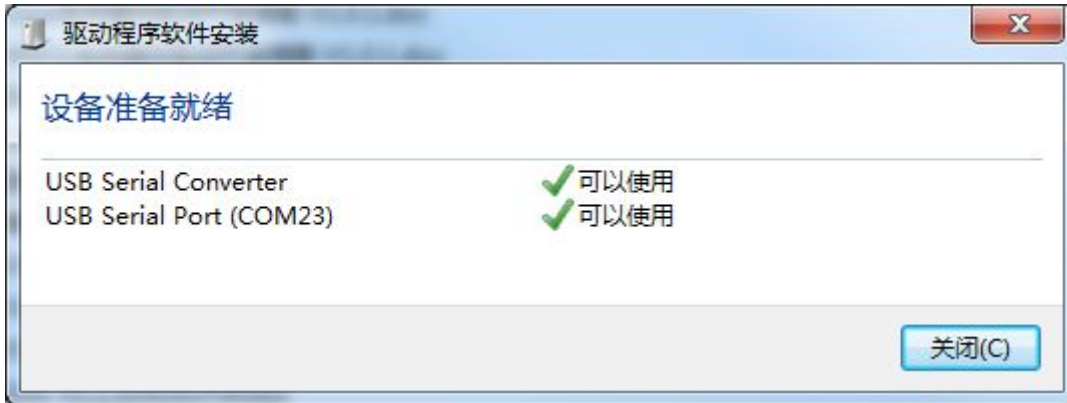 驱动程序软件安装
设备准备就绪
USB Serial Converter 可以使用
USB Serial Port (COM23) 可以使用
关闭(C)